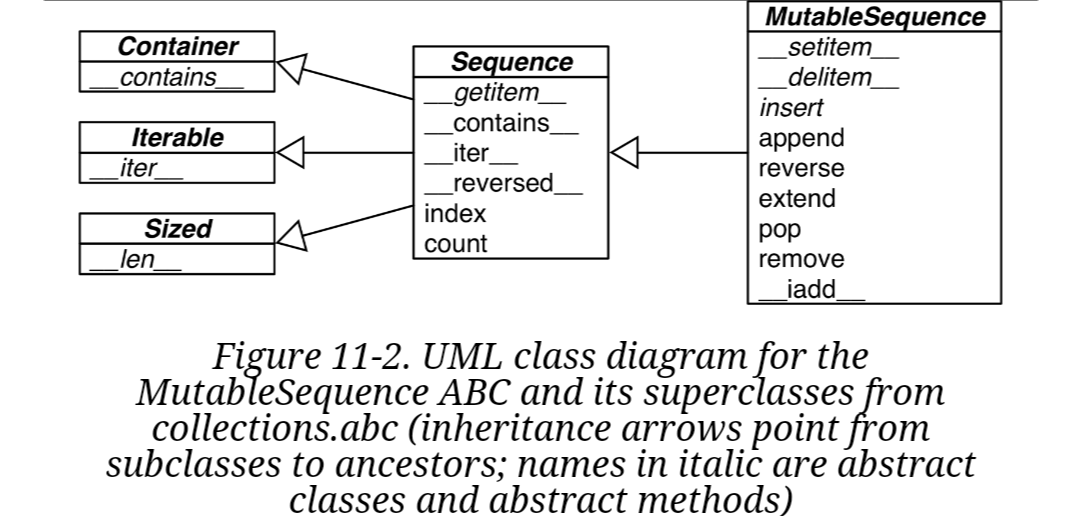 Container
__contains__
Iterable
__iter__
Sized
__len__
Sequence
__getitem__
__contains__
__iter__
__reversed__
index
count
MutableSequence
__setitem__
__delitem__
insert
append
reverse
extend
pop
remove
__iadd__
Figure 11-2. UML class diagram for the
MutableSequence ABC and its superclasses from
collections.abc (inheritance arrows point from
subclasses to ancestors; names in italic are abstract
classes and abstract methods)